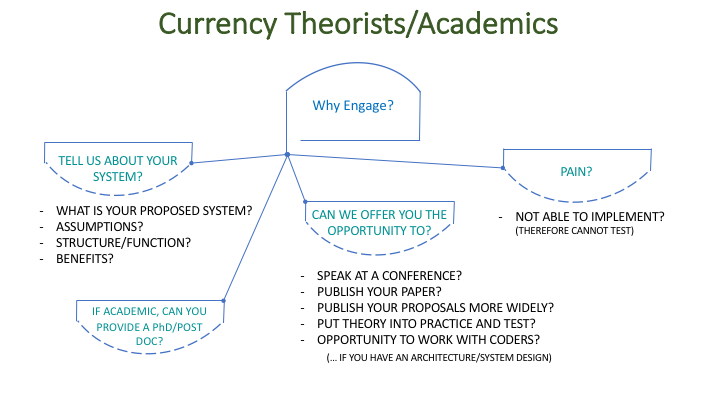 Currency Theorists/Academics
Why Engage?
TELL US ABOUT YOUR
SYSTEM?
- WHAT IS YOUR PROPOSED SYSTEM?
- ASSUMPTIONS?
- STRUCTURE/FUNCTION?
- BENEFITS?
IF ACADEMIC, CAN YOU
PROVIDE A PhD/POST
DOC?
CAN WE OFFER YOU THE
OPPORTUNITY TO?
- SPEAK AT A CONFERENCE?
- PUBLISH YOUR PAPER?
- PUBLISH YOUR PROPOSALS MORE WIDELY?
- PUT THEORY INTO PRACTICE AND TEST?
- OPPORTUNITY TO WORK WITH CODERS?
(... IF YOU HAVE AN ARCHITECTURE/SYSTEM DESIGN)
PAIN?
- NOT ABLE TO IMPLEMENT?
(THEREFORE CANNOT TEST)